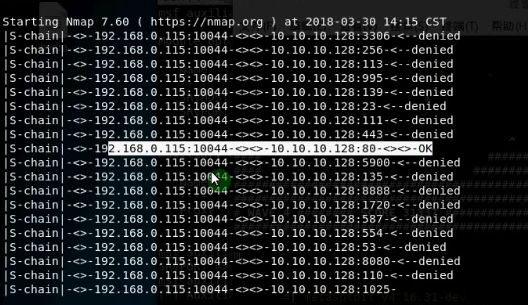 Starting Nmap 7.60 ( https://nmap.org ) at 2018-03-30 14:15 CST
|S-chain|-<>-192.168.0.115:10044-<><>-10.10.10.128:3306-<--denied
|S-chain|-<>-192.168.0.115:10044-<><>-10.10.10.128:256-<--denied
|S-chain|-<>-192.168.0.115:10044-<><>-10.10.10.128:113-<--denied
|S-chain|-<>-192.168.0.115:10044-<><>-10.10.10.128:995-<--denied
|S-chain|-<>-192.168.0.115:10044-<><>-10.10.10.128:139-<--denied
|S-chain|-<>-192.168.0.115:10044-<><>-10.10.10.128:23-<--denied
|S-chain|-<>-192.168.0.115:10044-<><>-10.10.10.128:111-<--denied
|S-chain|-<>-192.168.0.115:10044-<><>-10.10.10.128:443-<--denied
|S-chain|-<>-192.168.0.115:10044-<><>-10.10.10.128:80-<><>-OK
|S-chain|-<>-192.168.0.115:10044-<><>-10.10.10.128:5900-<--denied
|S-chain|-<>-192.168.0.115:10044-<><>-10.10.10.128:135-<--denied
|S-chain|-<>-192.168.0.115:10044-<><>-10.10.10.128:8888-<--denied
|S-chain|-<>-192.168.0.115:10044-<><>-10.10.10.128:1720-<--denied
|S-chain|-<>-192.168.0.115:10044-<><>-10.10.10.128:587-<--denied
|S-chain|-<>-192.168.0.115:10044-<><>-10.10.10.128:554-<--denied
|S-chain|-<>-192.168.0.115:10044-<><>-10.10.10.128:53-<--denied
|S-chain|-<>-192.168.0.115:10044-<><>-10.10.10.128:8080-<--denied
|S-chain|-<>-192.168.0.115:10044-<><>-10.10.10.128:110-<--denied
|S-chain|-<>-192.168.0.115:10044-<><>-10.10.10.128:1025-